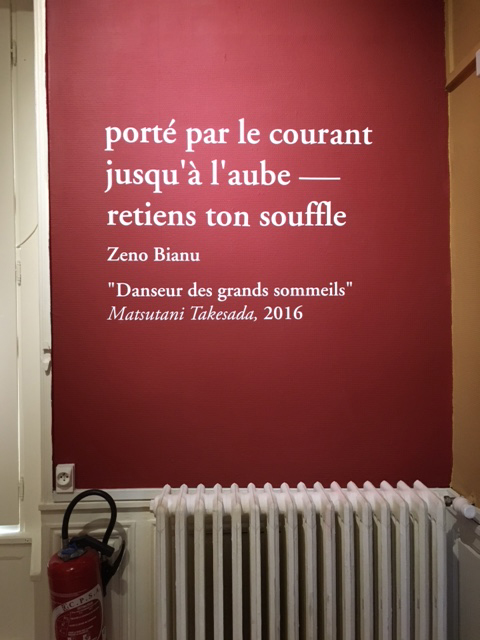 porté par le courant
jusqu'à l'aube —
retiens ton souffle
Zeno Bianu
"Danseur des grands sommeils"
Matsutani Takesada, 2016